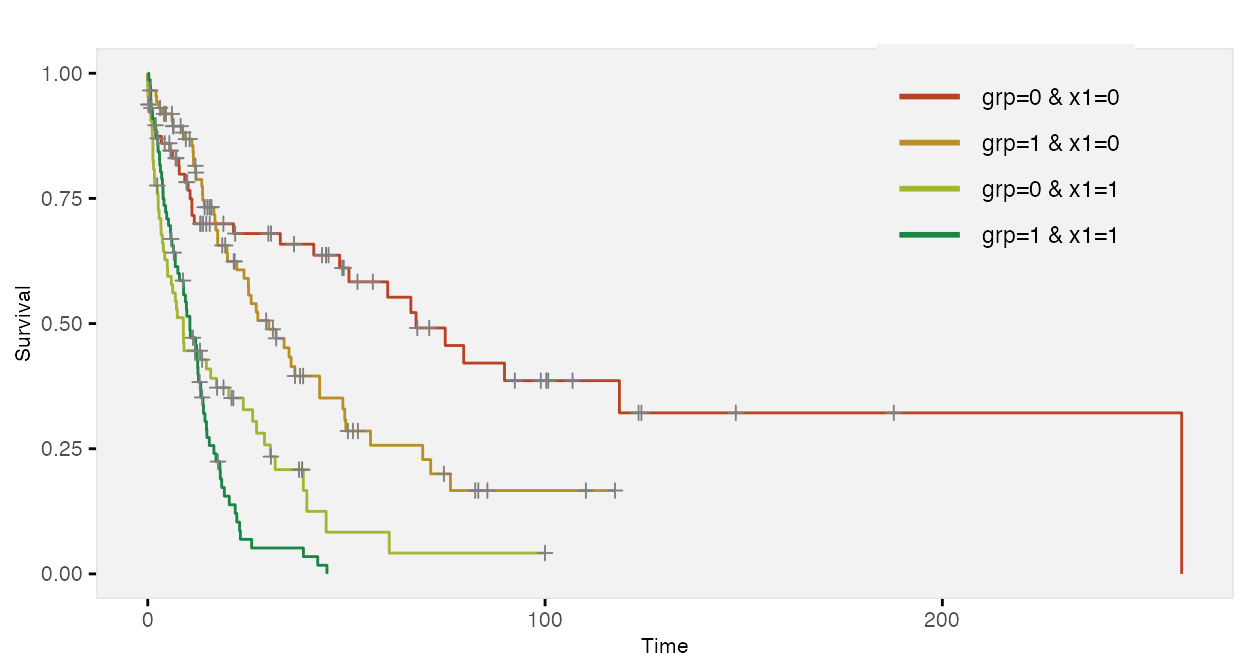 1.00
0.75
0.50
0.25
0.00
Survival
0
100
200
Time
grp=0 & x1=0
grp=1 & x1=0
grp=0 & x1=1
grp=1 & x1=1